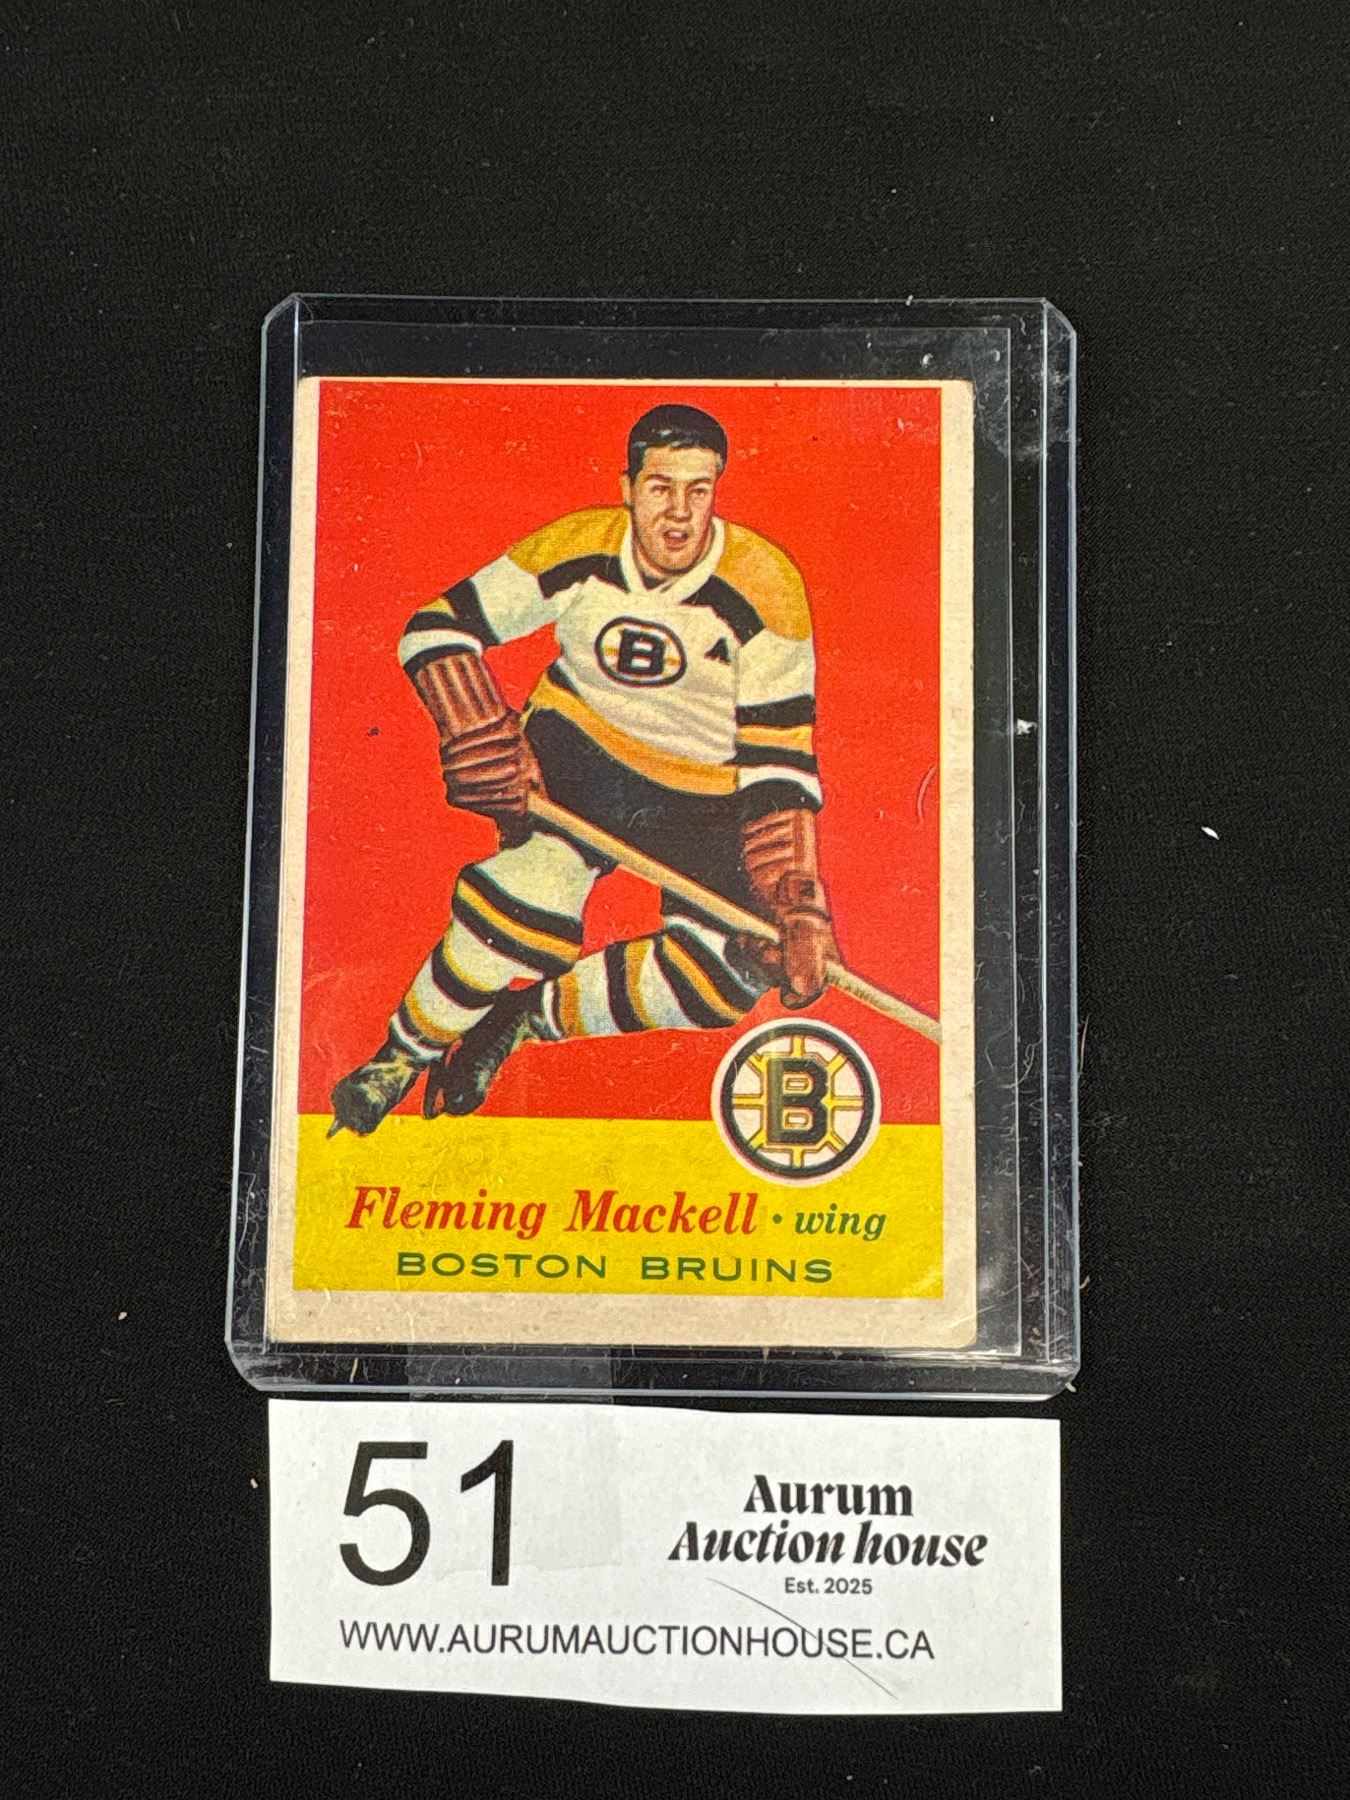 B A
B
Fleming Mackell • wing
BOSTON BRUINS
51
Aurum
Auction house
Est. 2025
WWW.AURUMAUCTIONHOUSE.CA